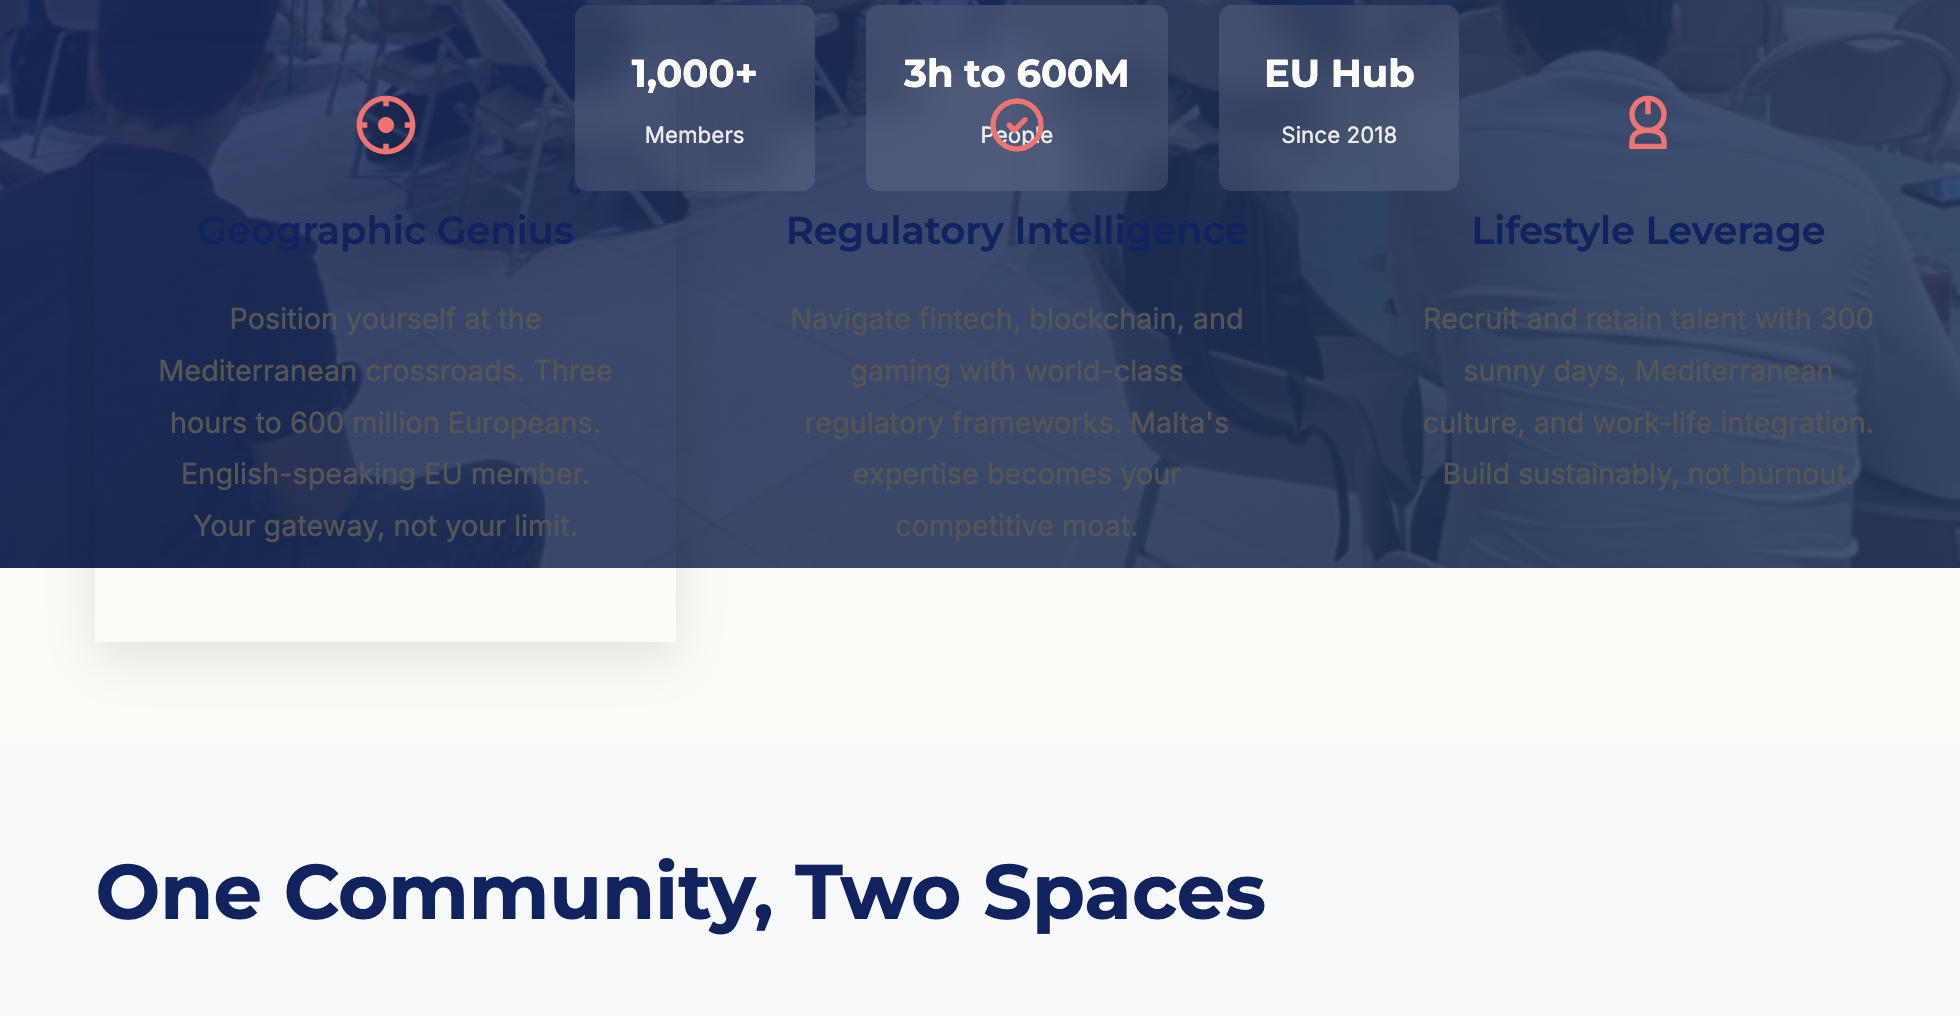 1,000+
Members
3h to 600M
People
EU Hub
Since 2018
Geographic Genius
Position yourself at the
Mediterranean crossroads. Three
hours to 600 million Europeans.
English-speaking EU member.
Your gateway, not your limit.
Regulatory Intelligence
Navigate fintech, blockchain, and
gaming with world-class
regulatory frameworks. Malta's
expertise becomes your
competitive moat.
Lifestyle Leverage
Recruit and retain talent with 300
sunny days, Mediterranean
culture, and work-life integration.
Build sustainably, not burnout.
One Community, Two Spaces